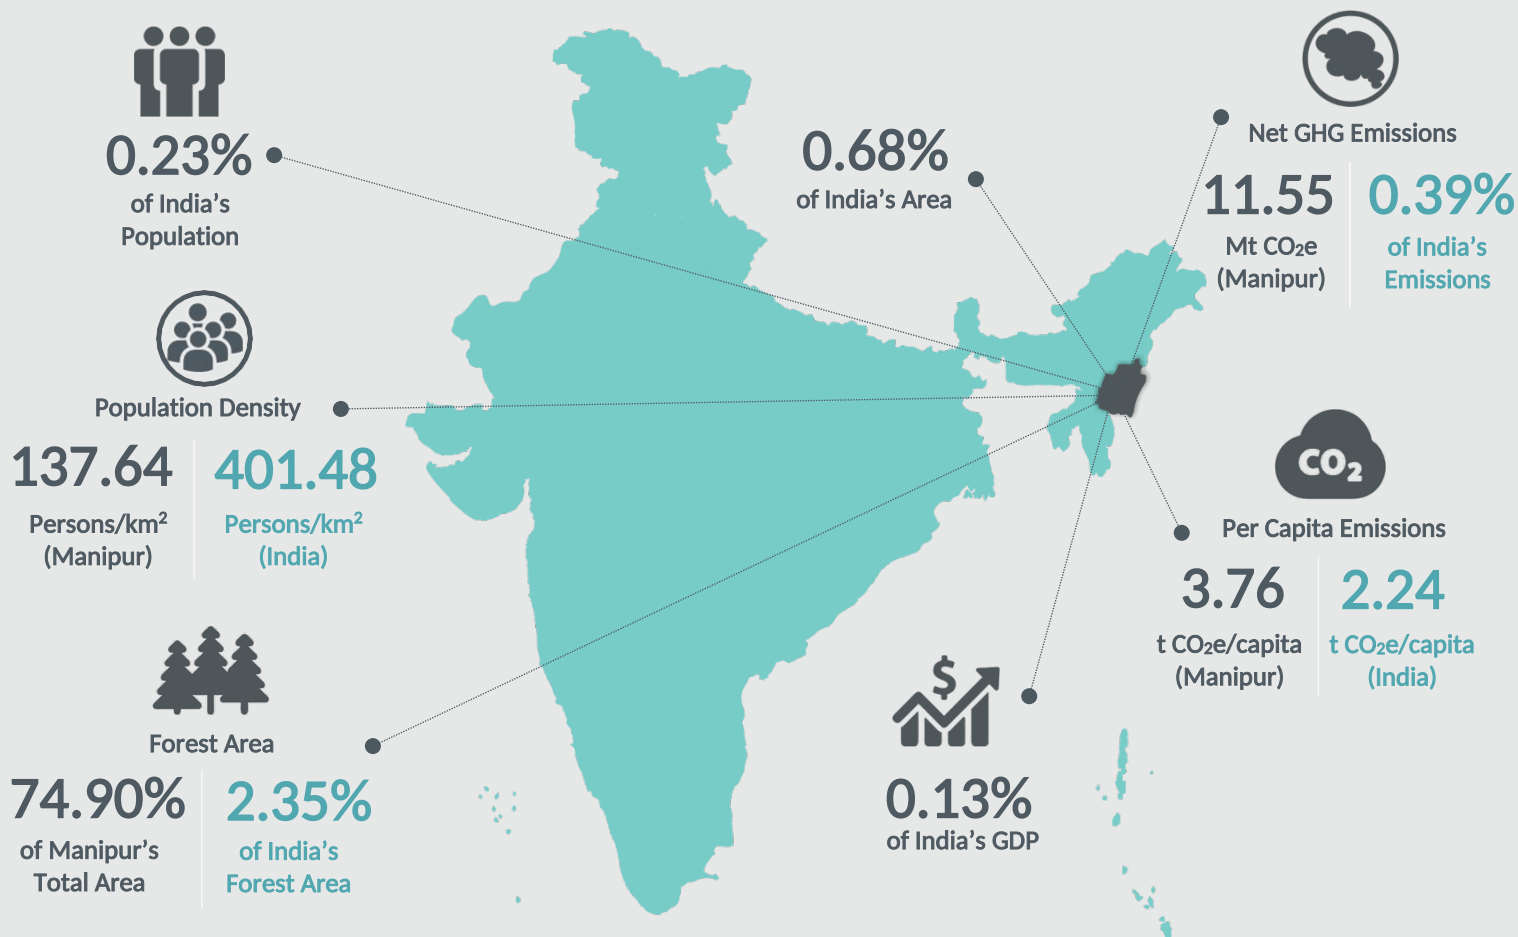 0.23%
of India’s
Population
Population Density
137.64
Persons/km²
(Manipur)
401.48
Persons/km²
(India)
Forest Area
74.90%
of Manipur’s
Total Area
2.35%
of India’s
Forest Area
0.68%
of India’s Area
$
0.13%
of India’s GDP
Net GHG Emissions
11.55
Mt CO₂e
(Manipur)
0.39%
of India’s
Emissions
CO₂
Per Capita Emissions
3.76
t CO₂e/capita
(Manipur)
2.24
t CO₂e/capita
(India)